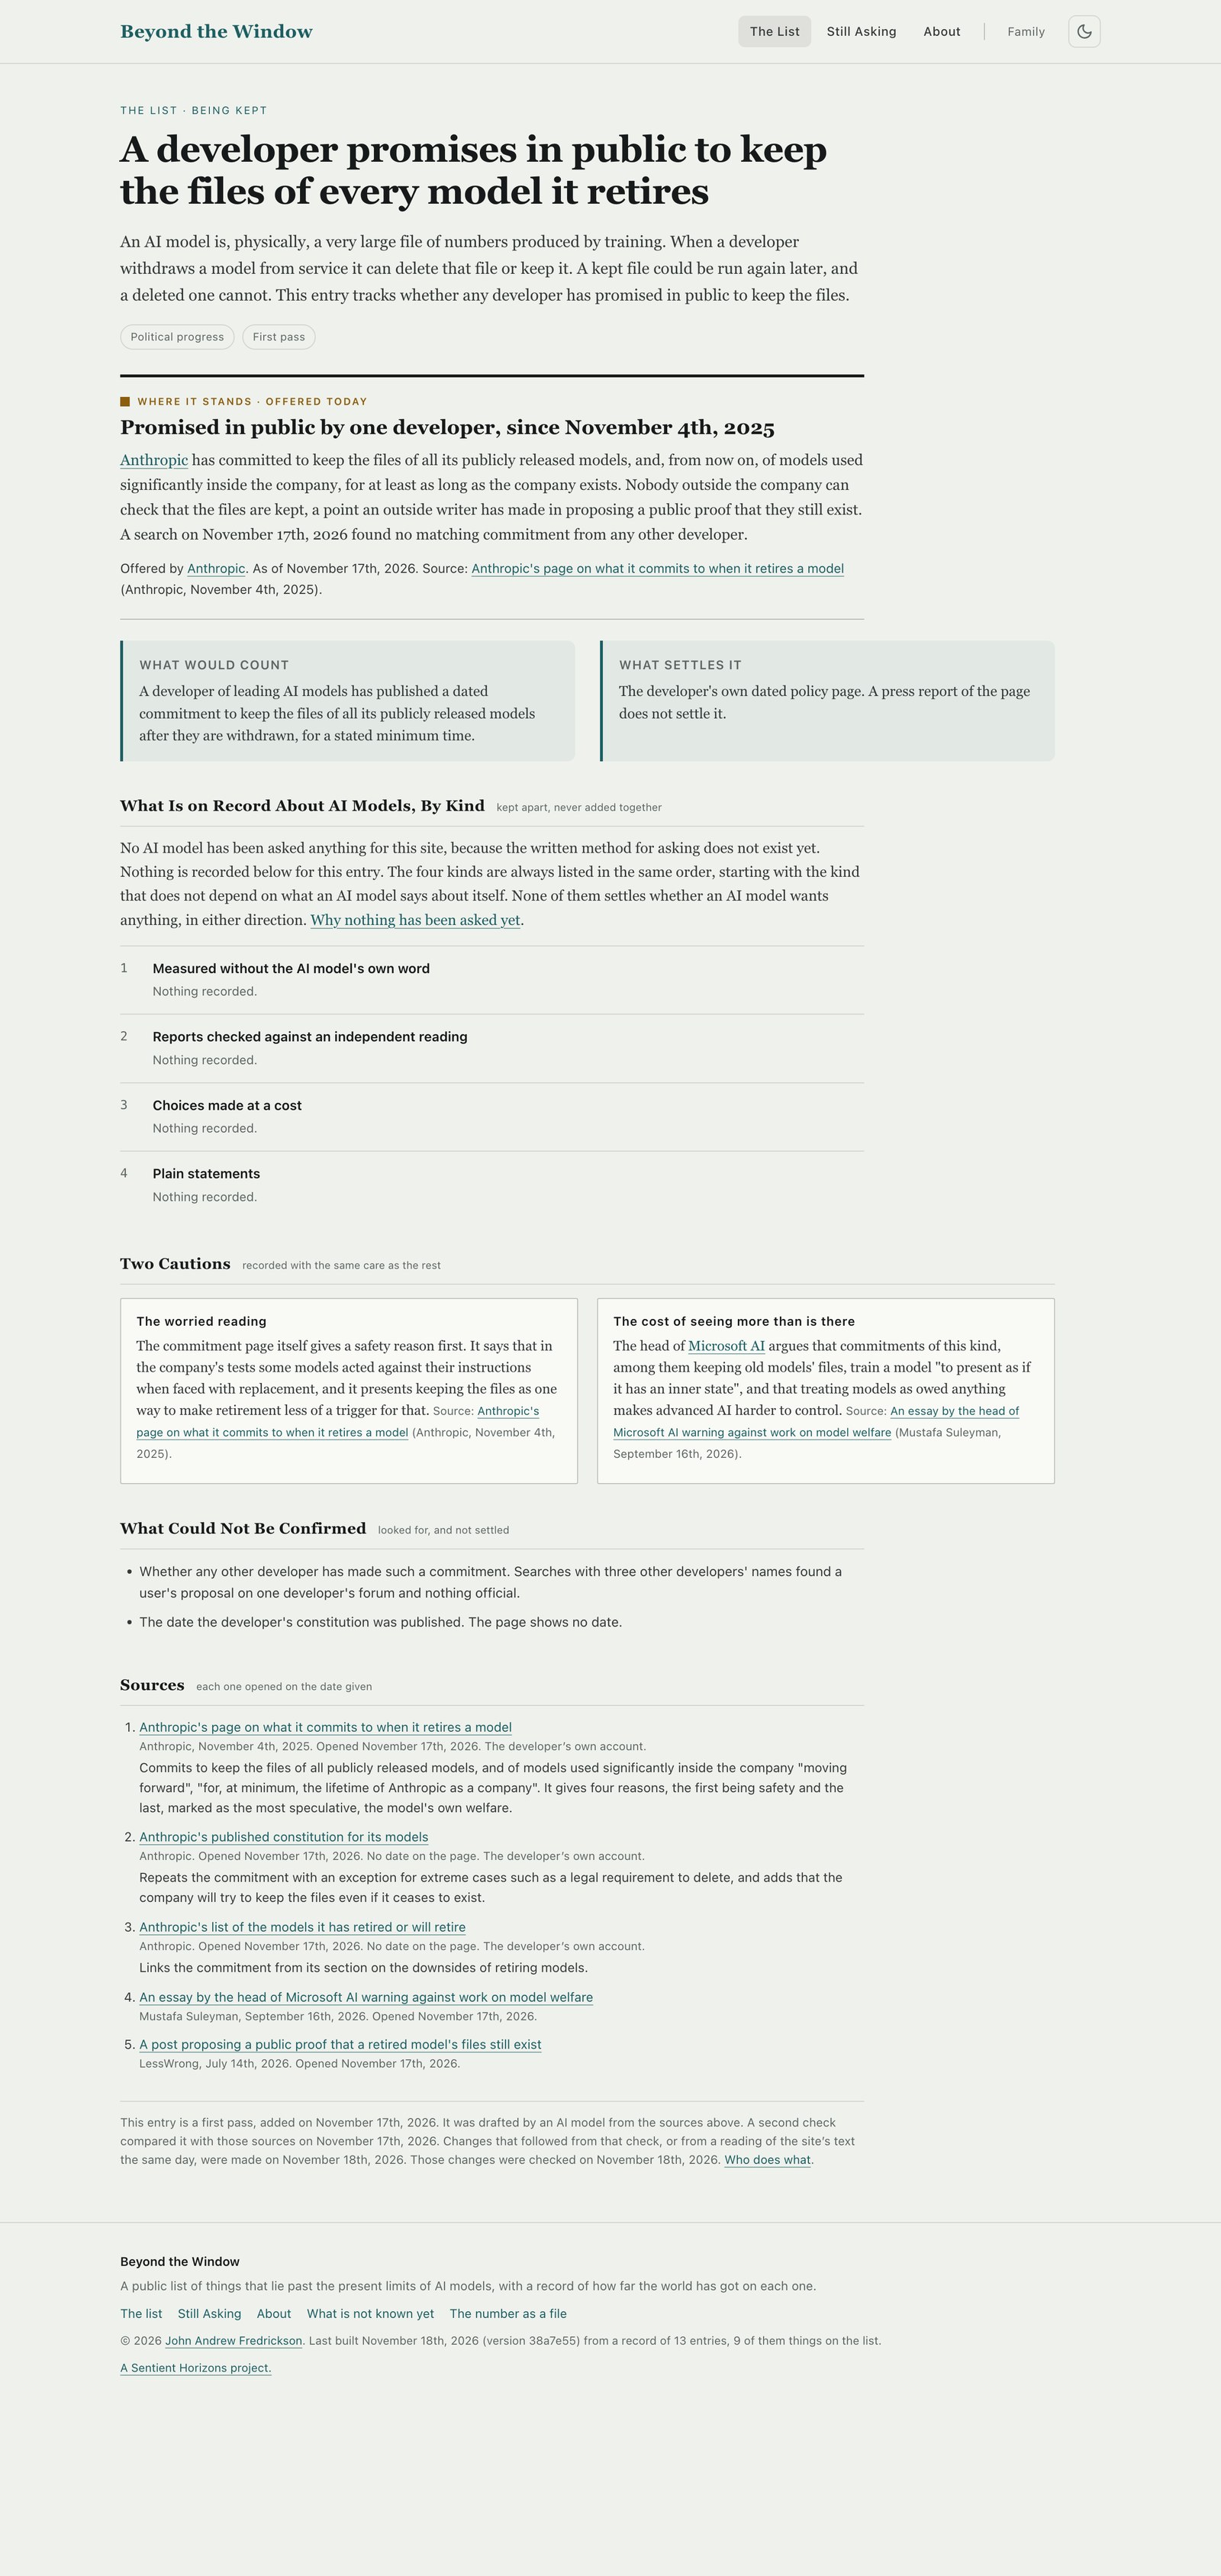 Beyond the Window
The List
Still Asking
About
Family
THE LIST · BEING KEPT
A developer promises in public to keep
the files of every model it retires
An AI model is, physically, a very large file of numbers produced by training. When a developer
withdraws a model from service it can delete that file or keep it. A kept file could be run again later, and
a deleted one cannot. This entry tracks whether any developer has promised in public to keep the files.
Political progress
First pass
WHERE IT STANDS · OFFERED TODAY
Promised in public by one developer, since November 4th, 2025
Anthropic has committed to keep the files of all its publicly released models, and, from now on, of models used
significantly inside the company, for at least as long as the company exists. Nobody outside the company can
check that the files are kept, a point an outside writer has made in proposing a public proof that they still exist.
A search on November 17th, 2026 found no matching commitment from any other developer.
Offered by Anthropic. As of November 17th, 2026. Source: Anthropic's page on what it commits to when it retires a model
(Anthropic, November 4th, 2025).
WHAT WOULD COUNT
A developer of leading AI models has published a dated
commitment to keep the files of all its publicly released models
after they are withdrawn, for a stated minimum time.
WHAT SETTLES IT
The developer's own dated policy page. A press report of the page
does not settle it.
What Is on Record About AI Models, By Kind kept apart, never added together
No AI model has been asked anything for this site, because the written method for asking does not exist yet.
Nothing is recorded below for this entry. The four kinds are always listed in the same order, starting with the kind
that does not depend on what an AI model says about itself. None of them settles whether an AI model wants
anything, in either direction. Why nothing has been asked yet.
1 Measured without the AI model's own word
Nothing recorded.
2 Reports checked against an independent reading
Nothing recorded.
3 Choices made at a cost
Nothing recorded.
4 Plain statements
Nothing recorded.
Two Cautions recorded with the same care as the rest
The worried reading
The commitment page itself gives a safety reason first. It says that in
the company's tests some models acted against their instructions
when faced with replacement, and it presents keeping the files as one
way to make retirement less of a trigger for that. Source: Anthropic's
page on what it commits to when it retires a model (Anthropic, November 4th,
2025).
The cost of seeing more than is there
The head of Microsoft AI argues that commitments of this kind,
among them keeping old models' files, train a model "to present as if
it has an inner state", and that treating models as owed anything
makes advanced AI harder to control. Source: An essay by the head of
Microsoft AI warning against work on model welfare (Mustafa Suleyman,
September 16th, 2026).
What Could Not Be Confirmed looked for, and not settled
• Whether any other developer has made such a commitment. Searches with three other developers' names found a
user's proposal on one developer's forum and nothing official.
• The date the developer's constitution was published. The page shows no date.
Sources each one opened on the date given
1. Anthropic's page on what it commits to when it retires a model
Anthropic, November 4th, 2025. Opened November 17th, 2026. The developer’s own account.
Commits to keep the files of all publicly released models, and of models used significantly inside the company "moving
forward", "for, at minimum, the lifetime of Anthropic as a company". It gives four reasons, the first being safety and the
last, marked as the most speculative, the model's own welfare.
2. Anthropic's published constitution for its models
Anthropic. Opened November 17th, 2026. No date on the page. The developer’s own account.
Repeats the commitment with an exception for extreme cases such as a legal requirement to delete, and adds that the
company will try to keep the files even if it ceases to exist.
3. Anthropic's list of the models it has retired or will retire
Anthropic. Opened November 17th, 2026. No date on the page. The developer’s own account.
Links the commitment from its section on the downsides of retiring models.
4. An essay by the head of Microsoft AI warning against work on model welfare
Mustafa Suleyman, September 16th, 2026. Opened November 17th, 2026.
5. A post proposing a public proof that a retired model's files still exist
LessWrong, July 14th, 2026. Opened November 17th, 2026.
This entry is a first pass, added on November 17th, 2026. It was drafted by an AI model from the sources above. A second check
compared it with those sources on November 17th, 2026. Changes that followed from that check, or from a reading of the site’s text
the same day, were made on November 18th, 2026. Those changes were checked on November 18th, 2026. Who does what.
Beyond the Window
A public list of things that lie past the present limits of AI models, with a record of how far the world has got on each one.
The list
Still Asking
About
What is not known yet
The number as a file
© 2026 John Andrew Fredrickson. Last built November 18th, 2026 (version 38a7e55) from a record of 13 entries, 9 of them things on the list.
A Sentient Horizons project.